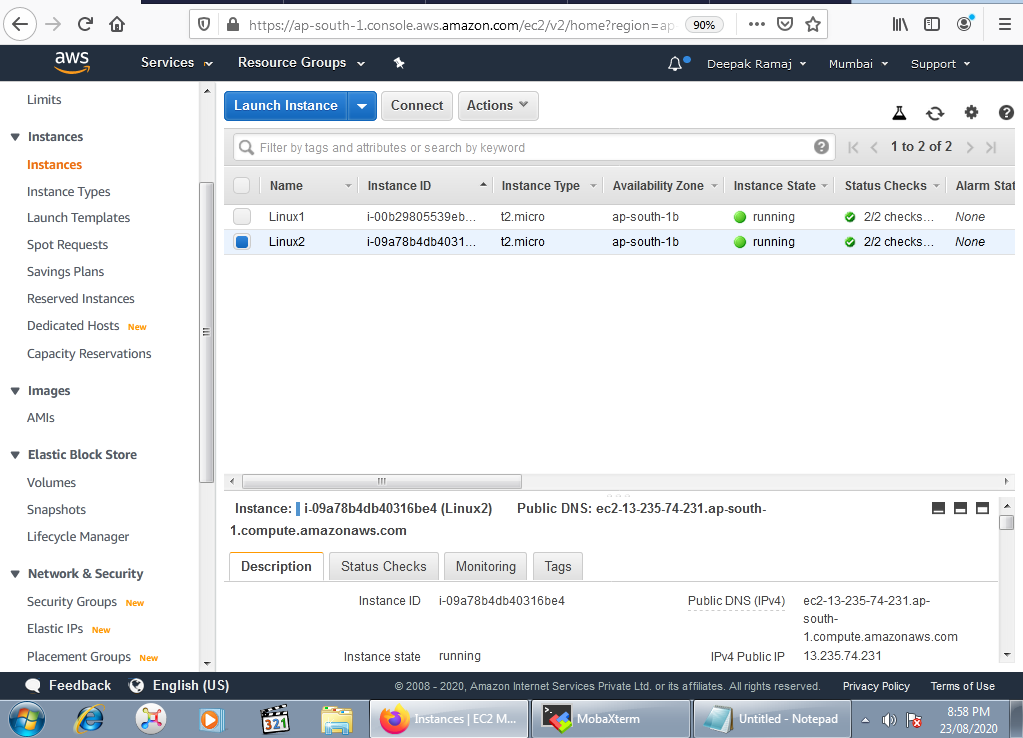 https://ap-south-1.console.aws.amazon.com/ec2/v2/home?region=ap
90%
aws
Services
Resource Groups
Deepak Ramaj
Mumbai
Support
Limits
Instances
Instances
Instance Types
Launch Templates
Spot Requests
Savings Plans
Reserved Instances
Dedicated Hosts New
Capacity Reservations
Images
AMIs
Elastic Block Store
Volumes
Snapshots
Lifecycle Manager
Network & Security
Security Groups New
Elastic IPs New
Placement Groups New
Launch Instance
Connect
Actions
Filter by tags and attributes or search by keyword
1 to 2 of 2
Name Instance ID Instance Type Availability Zone Instance State Status Checks Alarm Stat
Linux1 i-00b29805539eb... t2.micro ap-south-1b running 2/2 checks... None
Linux2 i-09a78b4db4031... t2.micro ap-south-1b running 2/2 checks... None
Instance: i-09a78b4db40316be4 (Linux2) Public DNS: ec2-13-235-74-231.ap-south-
1.compute.amazonaws.com
Description Status Checks Monitoring Tags
Instance ID i-09a78b4db40316be4
Public DNS (IPv4) ec2-13-235-74-231.ap-
south-
1.compute.amazonaws.com
Instance state running
IPv4 Public IP 13.235.74.231
Feedback
English (US)
© 2008 - 2020, Amazon Internet Services Private Ltd. or its affiliates. All rights reserved.
Privacy Policy
Terms of Use
321
Instances | EC2 M...
MobaXterm
Untitled - Notepad
8:58 PM
23/08/2020